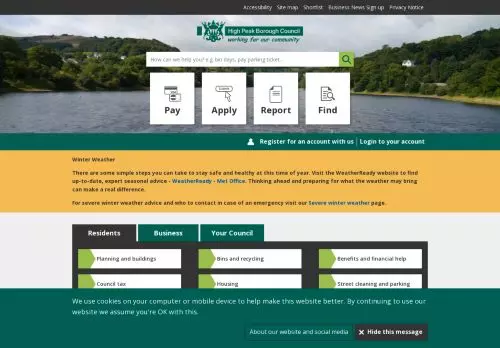 Accessibility Site map Shortlist Business News Sign up Privacy Notice
High Peak Borough Council
working for our community
How can we help you? e.g. bin days, pay parking ticket...
Pay Apply Report Find
Register for an account with us | Login to your account
Winter Weather
There are some simple steps you can take to stay safe and healthy at this time of year. Visit the WeatherReady website to find
up-to-date, expert seasonal advice - WeatherReady - Met Office. Thinking ahead and preparing for what the weather may bring
can make a real difference.
For severe winter weather advice and who to contact in case of an emergency visit our Severe winter weather page.
Residents Business Your Council
Planning and buildings Bins and recycling Benefits and financial help
Council tax Housing Street cleaning and parking
We use cookies on your computer or mobile device to help make this website better. By continuing to use our
website we assume you're OK with this.
About our website and social media Hide this message